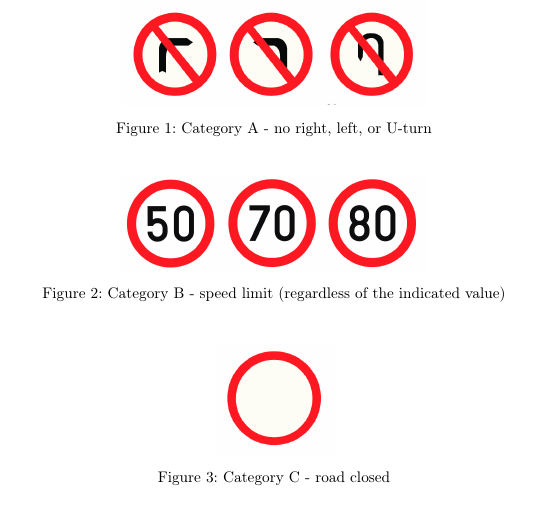 Figure 1: Category A - no right, left, or U-turn
50 70 80
Figure 2: Category B - speed limit (regardless of the indicated value)
Figure 3: Category C - road closed